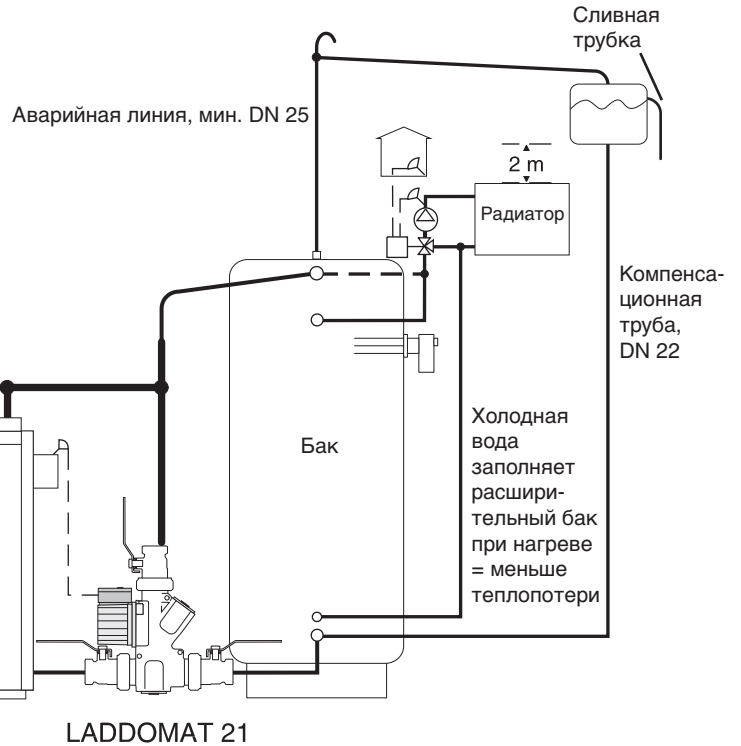 Сливная
трубка
Аварийная линия, мин. DN 25
2 m
Радиатор
Компенса-
ционная
труба,
DN 22
Холодная
вода
заполняет
расшири-
тельный бак
при нагреве
= меньше
теплопотери
Бак
LADDOMAT 21